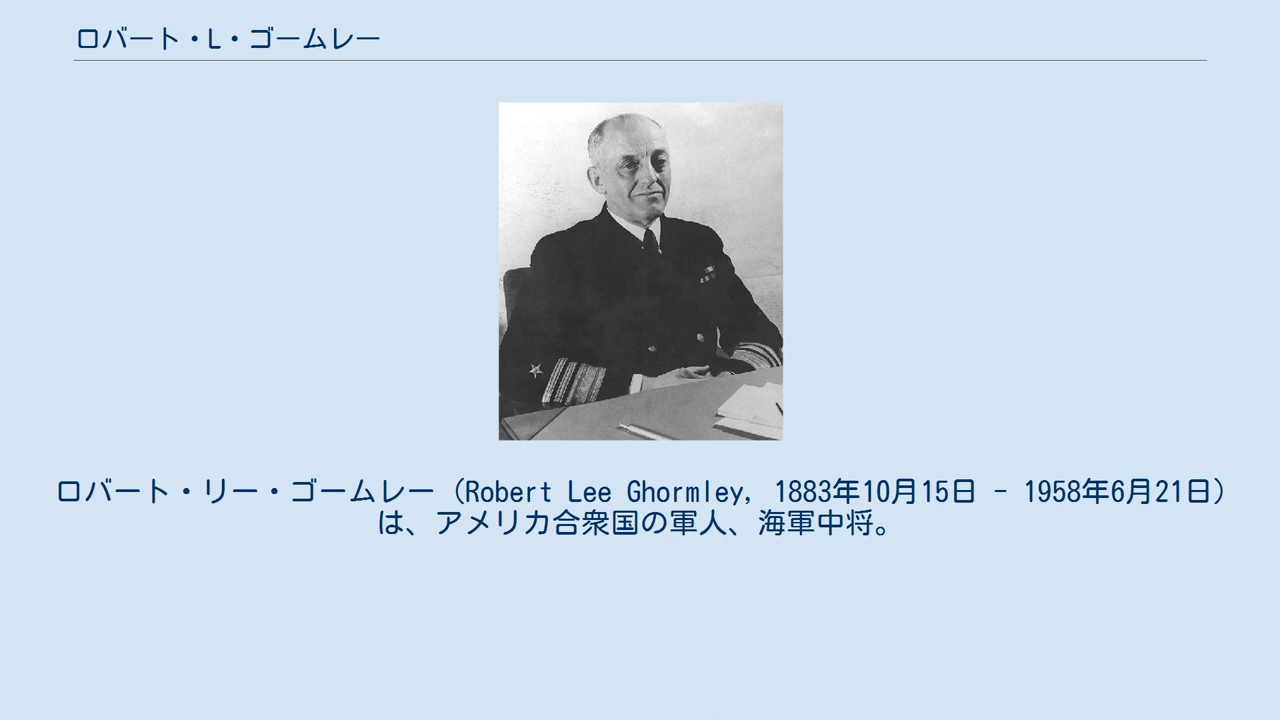 ロバート・L・ゴームレー
ロバート・リー・ゴームレー（Robert Lee Ghormley, 1883年10月15日 - 1958年6月21日）
は、アメリカ合衆国の軍人、海軍中将。